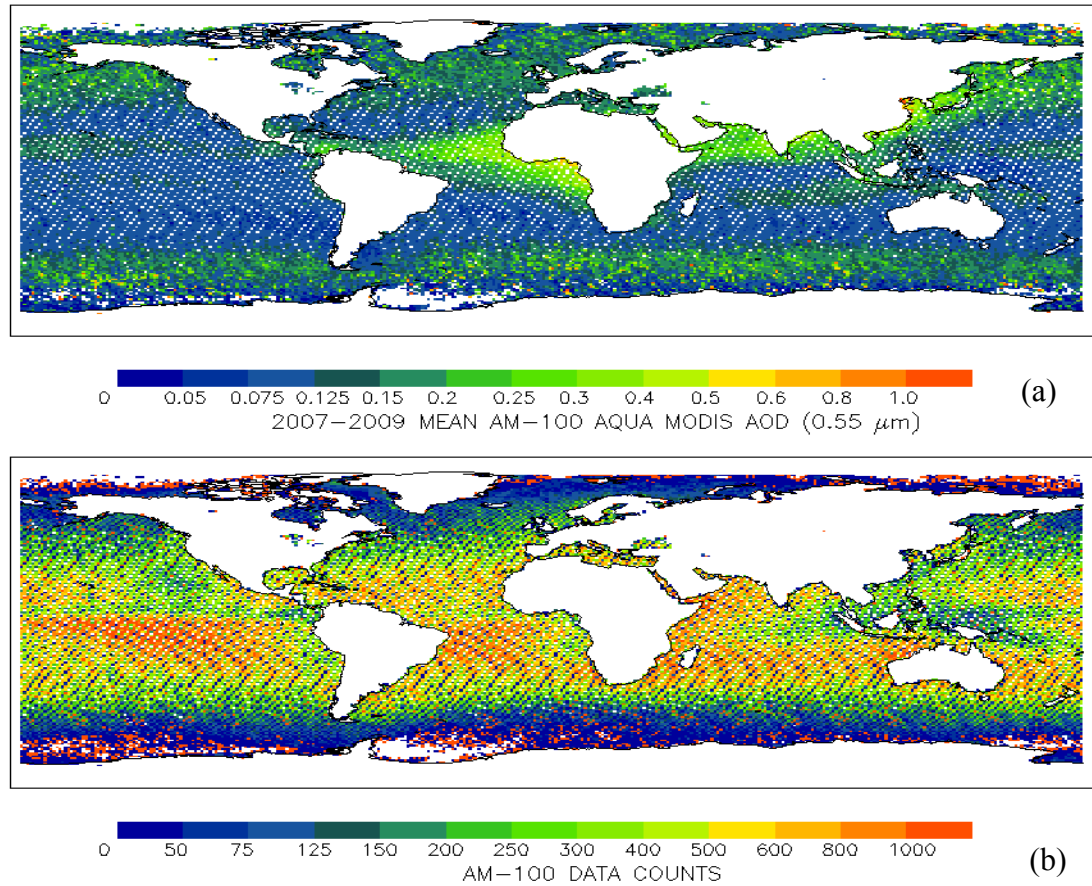 0 0.05 0.075 0.125 0.15 0.2 0.25 0.3 0.4 0.5 0.6 0.8 1.0
2007–2009 MEAN AM–100 AQUA MODIS AOD (0.55 μm)
(a)
0 50 75 125 150 200 250 300 400 500 600 800 1000
AM–100 DATA COUNTS
(b)